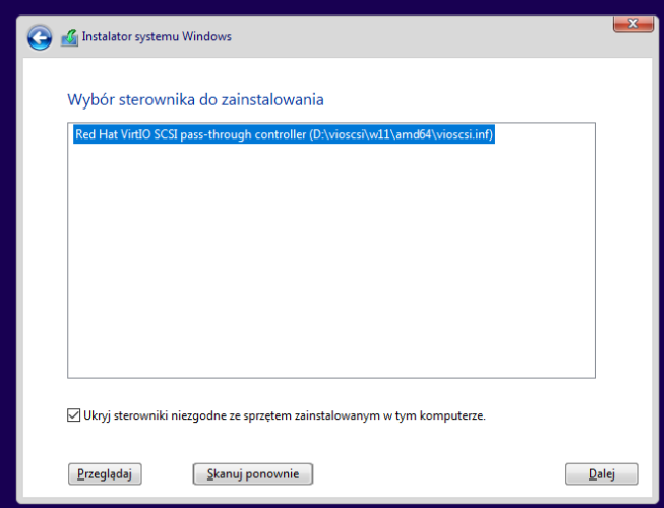 Instalator systemu Windows
Wybór sterownika do zainstalowania
Red Hat VirtIO SCSI pass-through controller (D:\vioscsi\w11\amd64\vioscsi.inf)
Ukryj sterowniki niezgodne ze sprzętem zainstalowanym w tym komputerze.
Przeglądaj
Skanuj ponownie
Dalej